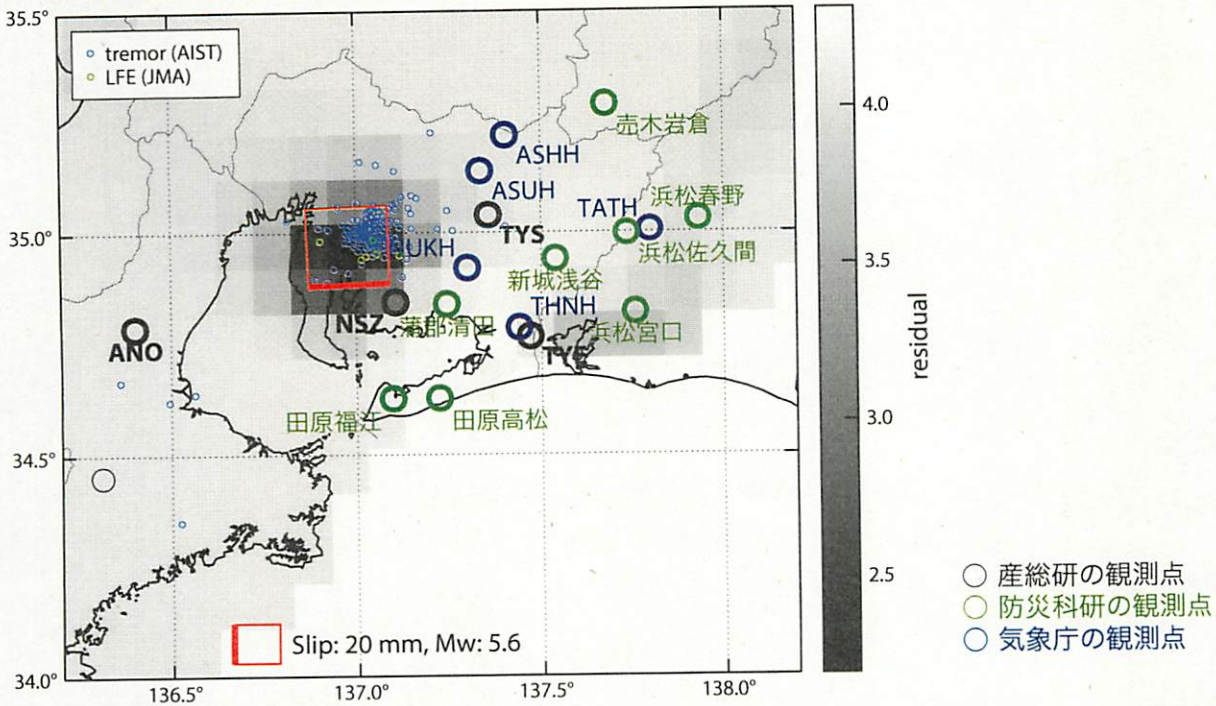 35.5°
tremor (AIST)
LFE (JMA)
4.0
売木岩倉
ASHH
ASUH
TATH
浜松春野
35.0°
TYS
浜松佐久間
UKH
新城浅谷
3.5
THNH
NSZ
蒲郡清田
浜松宮口
ANO
residual
3.0
田原福江
田原高松
34.5°
2.5
産総研の観測点
防災科研の観測点
気象庁の観測点
Slip: 20 mm, Mw: 5.6
34.0°
136.5°
137.0°
137.5°
138.0°